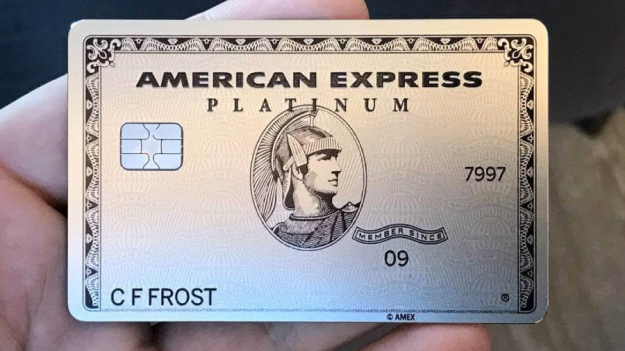 AMERICAN EXPRESS
PLATINUM
7997
MEMBER SINCE
09
C F FROST
®
© AMEX